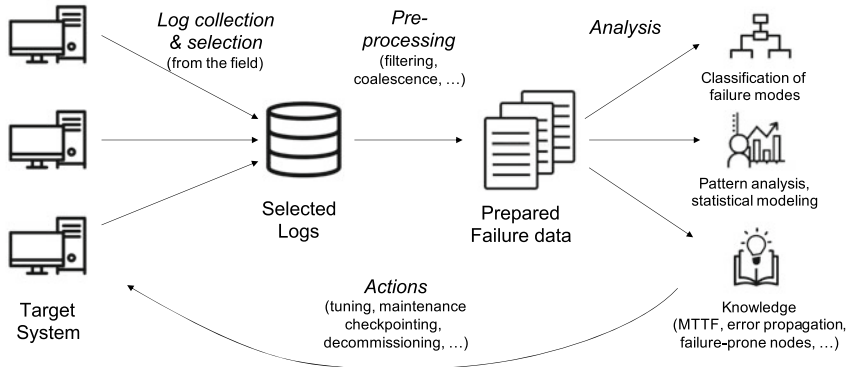 Log collection
& selection
(from the field)
Pre-
processing
(filtering,
coalescence, …)
Analysis
Classification of
failure modes
Pattern analysis,
statistical modeling
Selected
Logs
Prepared
Failure data
Target
System
Actions
(tuning, maintenance
checkpointing,
decommissioning, …)
Knowledge
(MTTF, error propagation,
failure-prone nodes, …)